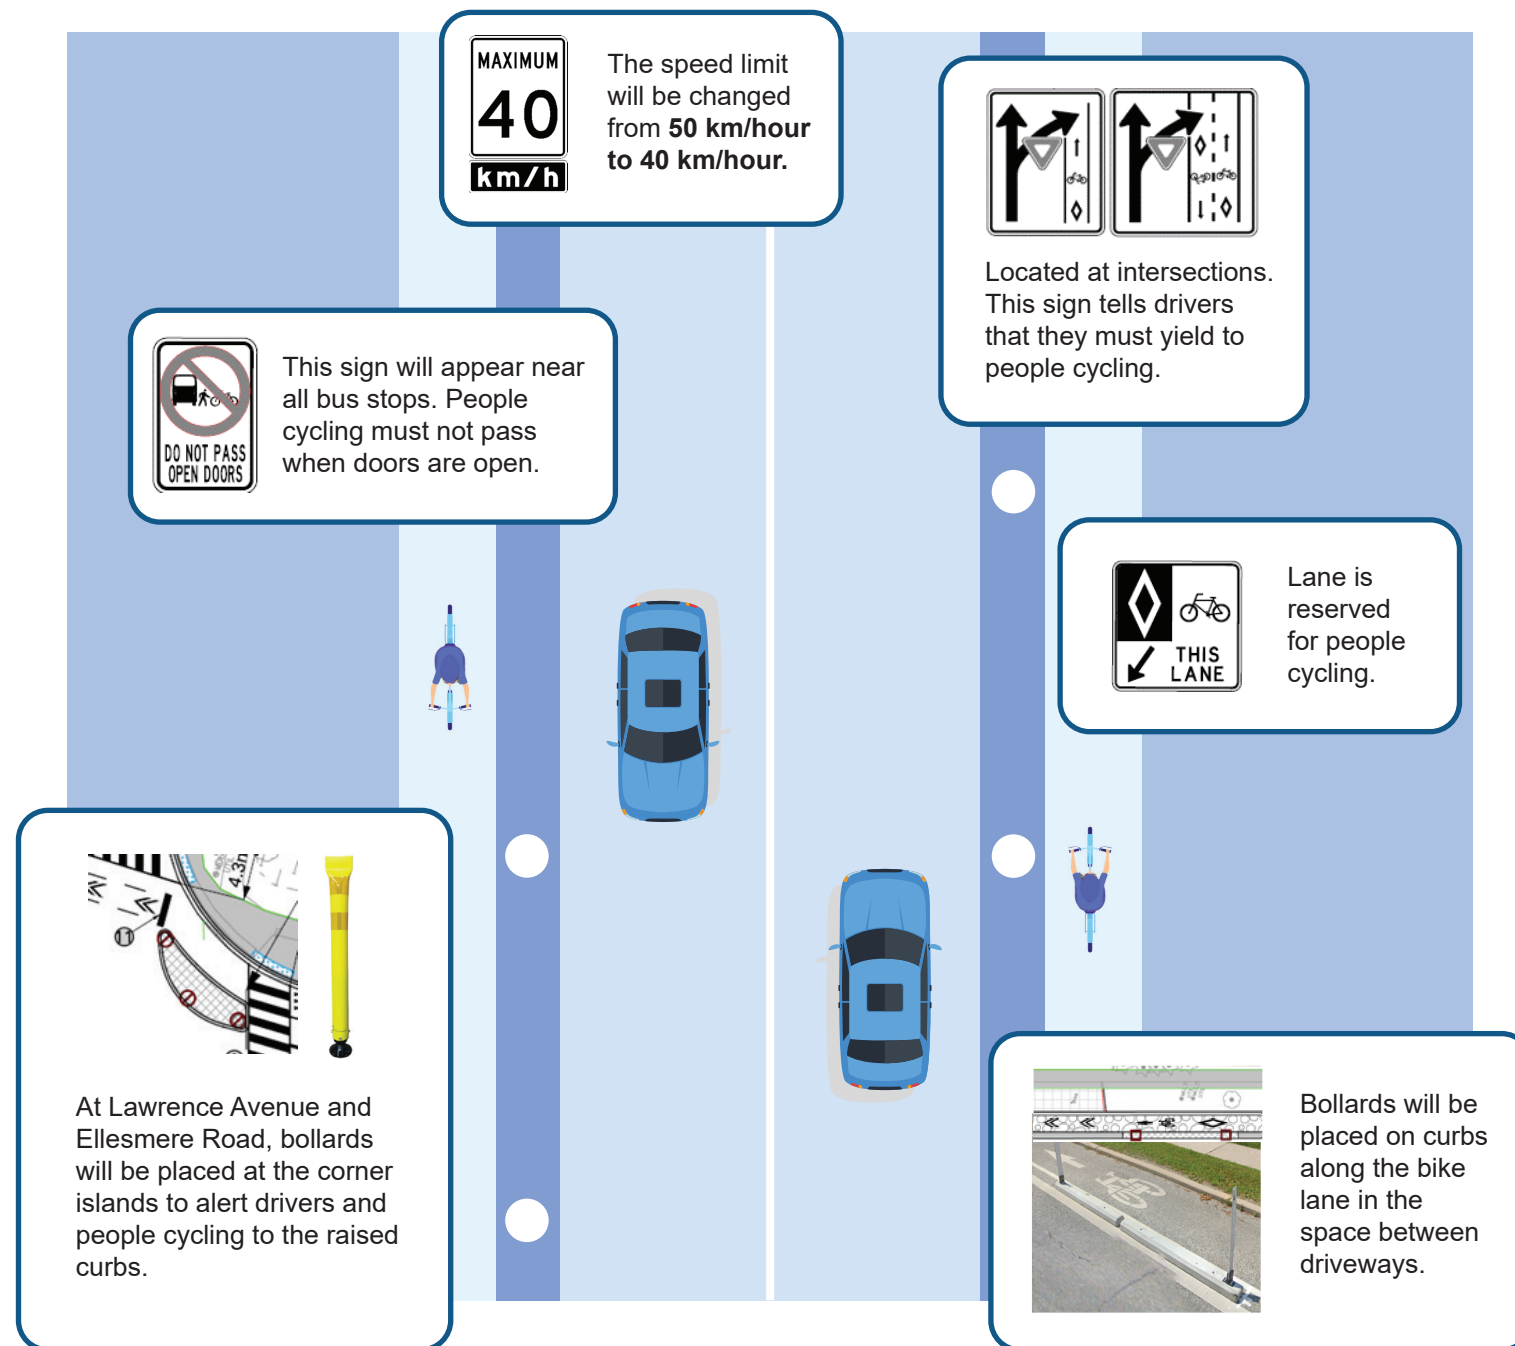 MAXIMUM
40
km/h
The speed limit
will be changed
from 50 km/hour
to 40 km/hour.
Located at intersections.
This sign tells drivers
that they must yield to
people cycling.
DO NOT PASS
OPEN DOORS
This sign will appear near
all bus stops. People
cycling must not pass
when doors are open.
THIS
LANE
Lane is
reserved
for people
cycling.
4.3m
11
At Lawrence Avenue and
Ellesmere Road, bollards
will be placed at the corner
islands to alert drivers and
people cycling to the raised
curbs.
Bollards will be
placed on curbs
along the bike
lane in the
space between
driveways.